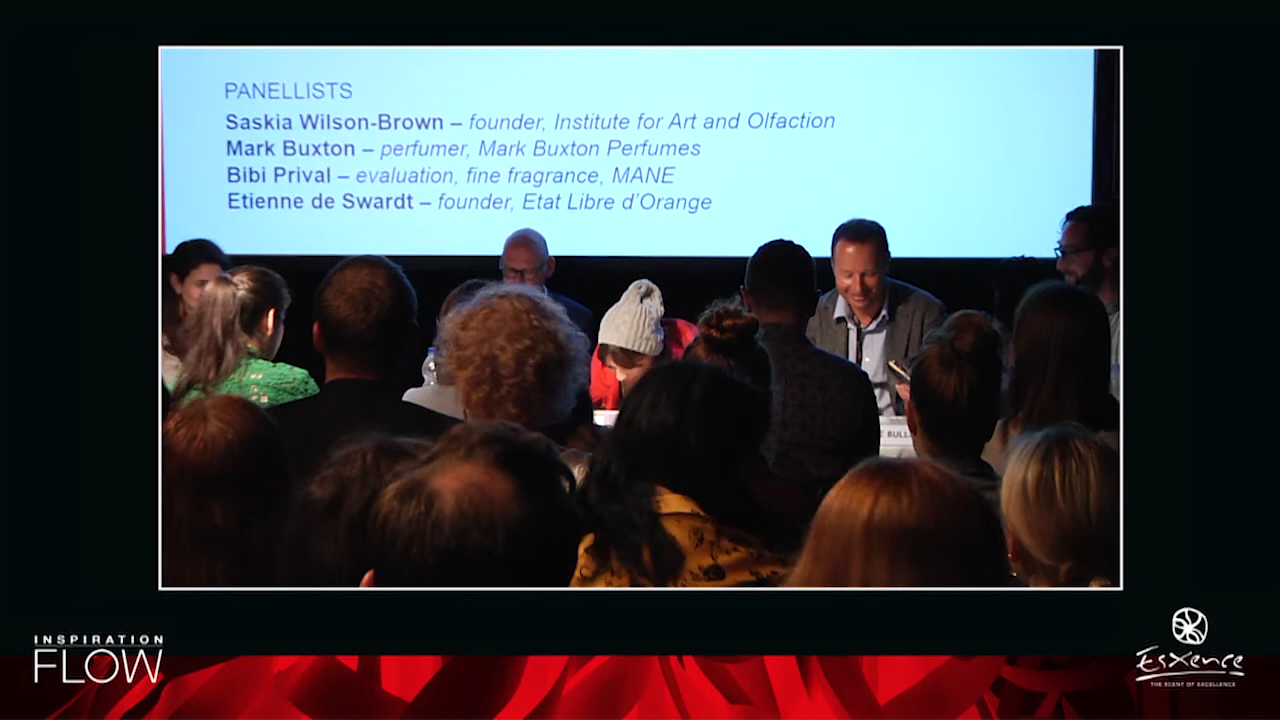 PANELLISTS
Saskia Wilson-Brown – founder, Institute for Art and Olfaction
Mark Buxton – perfumer, Mark Buxton Perfumes
Bibi Prival – evaluation, fine fragrance, MANE
Etienne de Swardt – founder, Etat Libre d'Orange
INSPIRATION
FLOW
Esxence
THE SCENT OF EXCELLENCE